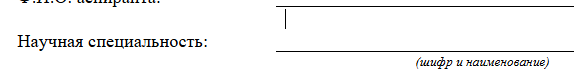 Ф.И.О. аспиранта:
Научная специальность:
(шифр и наименование)